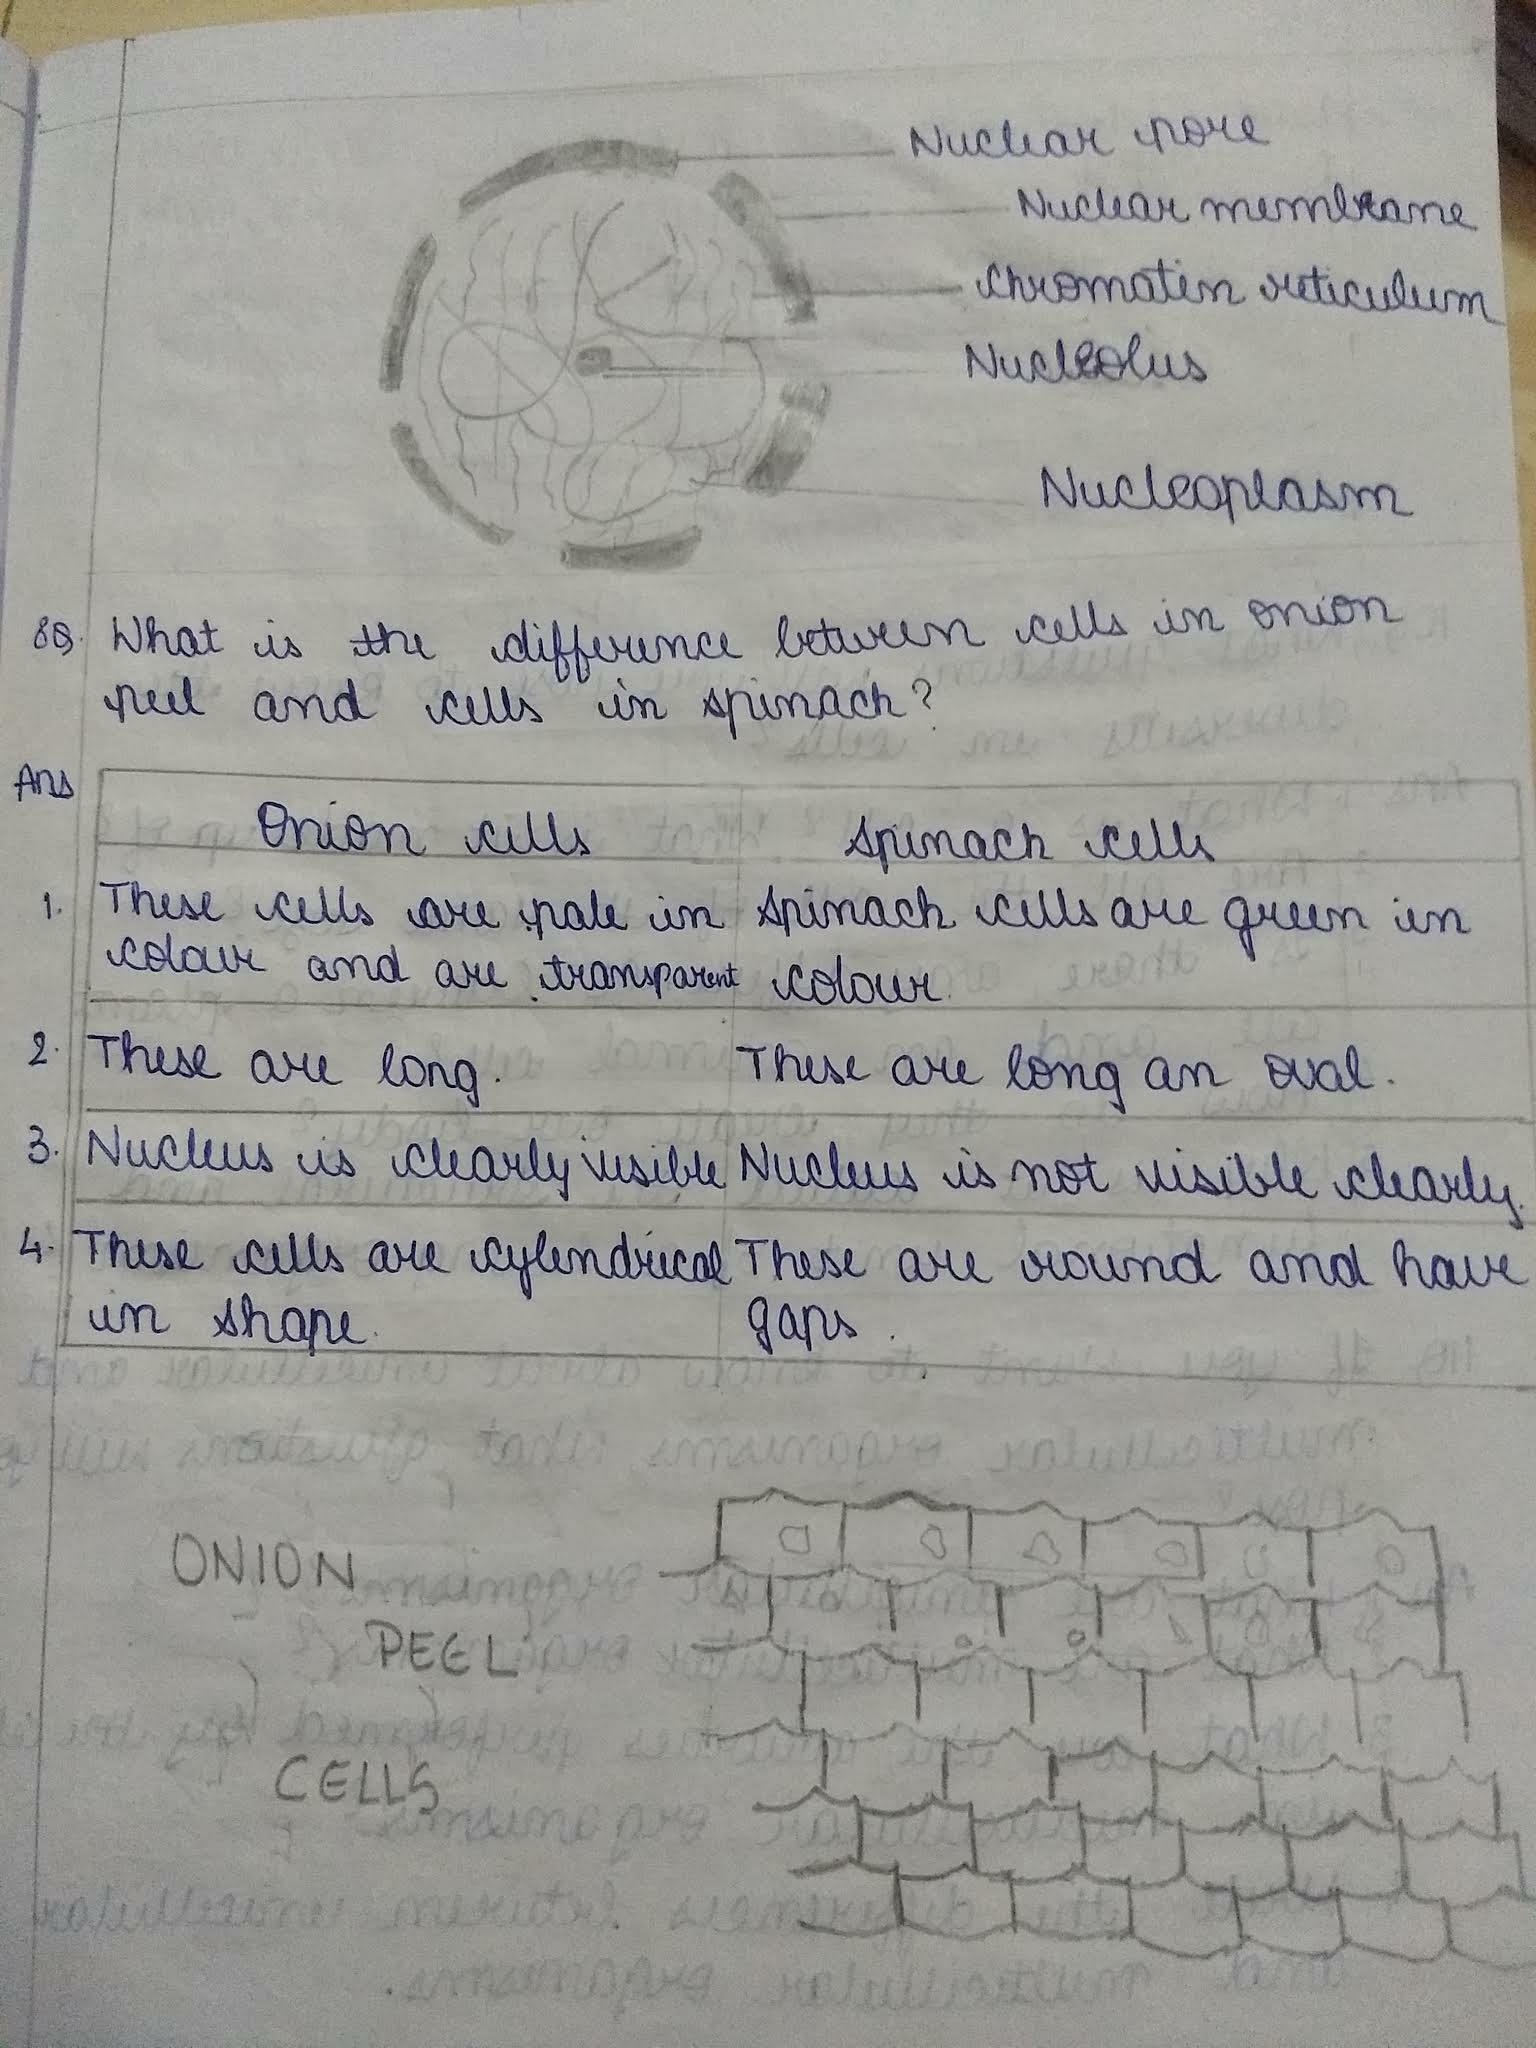 Nuclear pore
Nuclear membrane
chromatin reticulum
Nucleolus
Nucleoplasm
8Q. What is the difference between cells in onion
peel and cells in spinach?
Ans
Onion cells
spinach cells
1. These cells are pale in
colour and are transparent
spinach cells are green in
colour.
2. These are long.
These are long an oval.
3. Nucleus is clearly visible
Nucleus is not visible clearly.
4. These cells are cylendrical
in shape.
These are round and have
gaps.
ONION
PEEL
CELLS